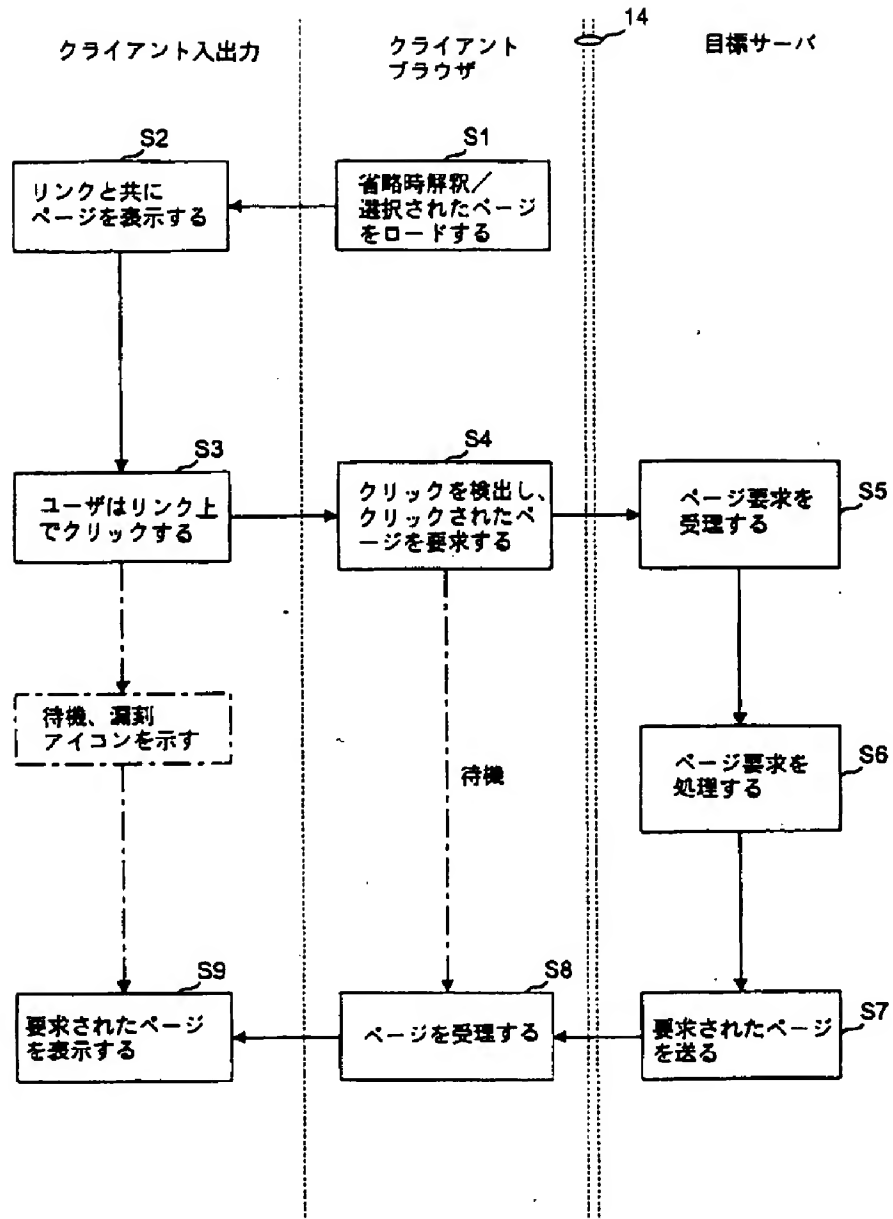 クライアント入出力
クライアント
ブラウザ
14
目標サーバ
S2
リンクと共に
ページを表示する
S1
省略時解釈／
選択されたページ
をロードする
S3
ユーザはリンク上
でクリックする
S4
クリックを検出し、
クリックされたペ
ージを要求する
S5
ページ要求を
受理する
待機、漏刻
アイコンを示す
待機
S6
ページ要求を
処理する
S9
要求されたページ
を表示する
S8
ページを受理する
S7
要求されたページ
を送る